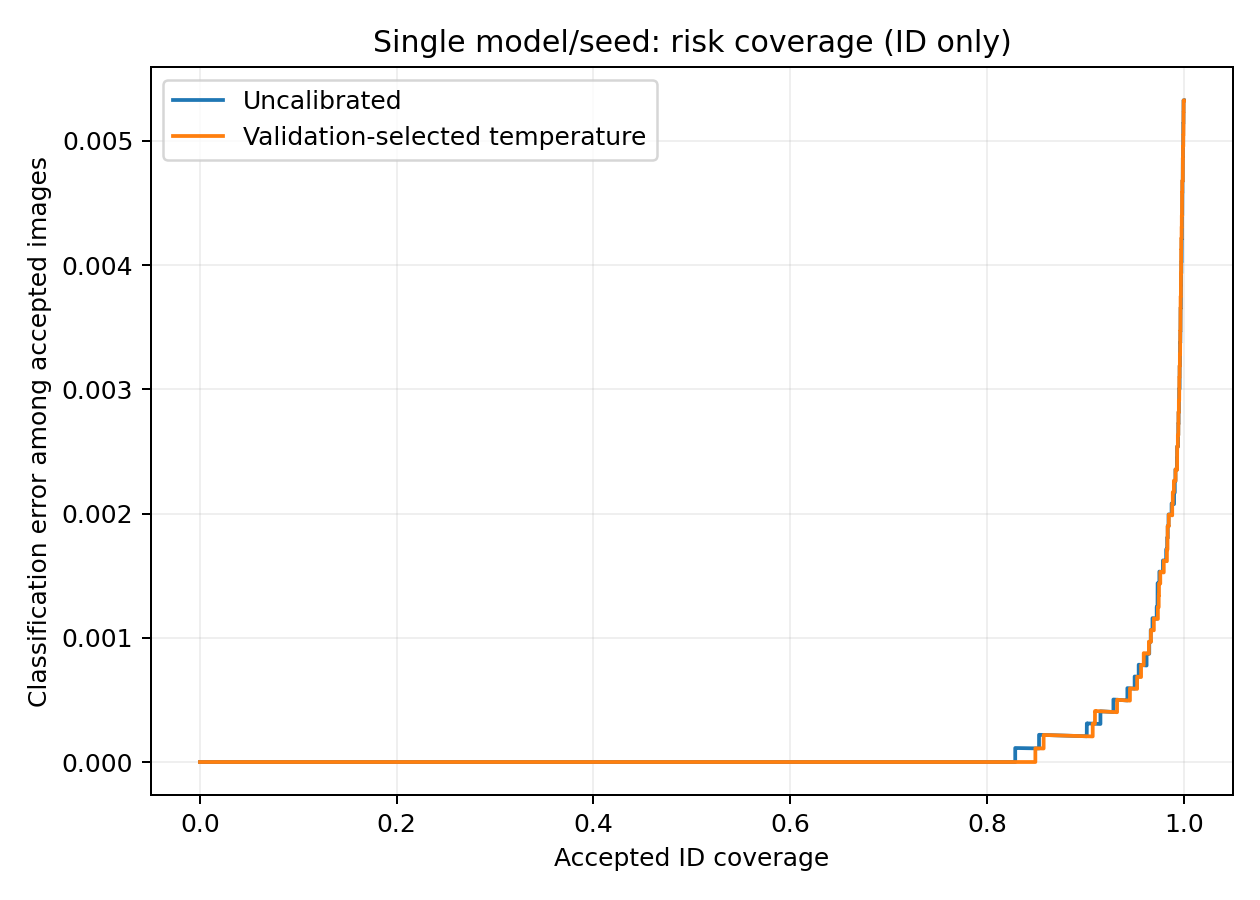 Single model/seed: risk coverage (ID only)
Uncalibrated
Validation-selected temperature
Classification error among accepted images
0.005
0.004
0.003
0.002
0.001
0.000
0.0 0.2 0.4 0.6 0.8 1.0
Accepted ID coverage